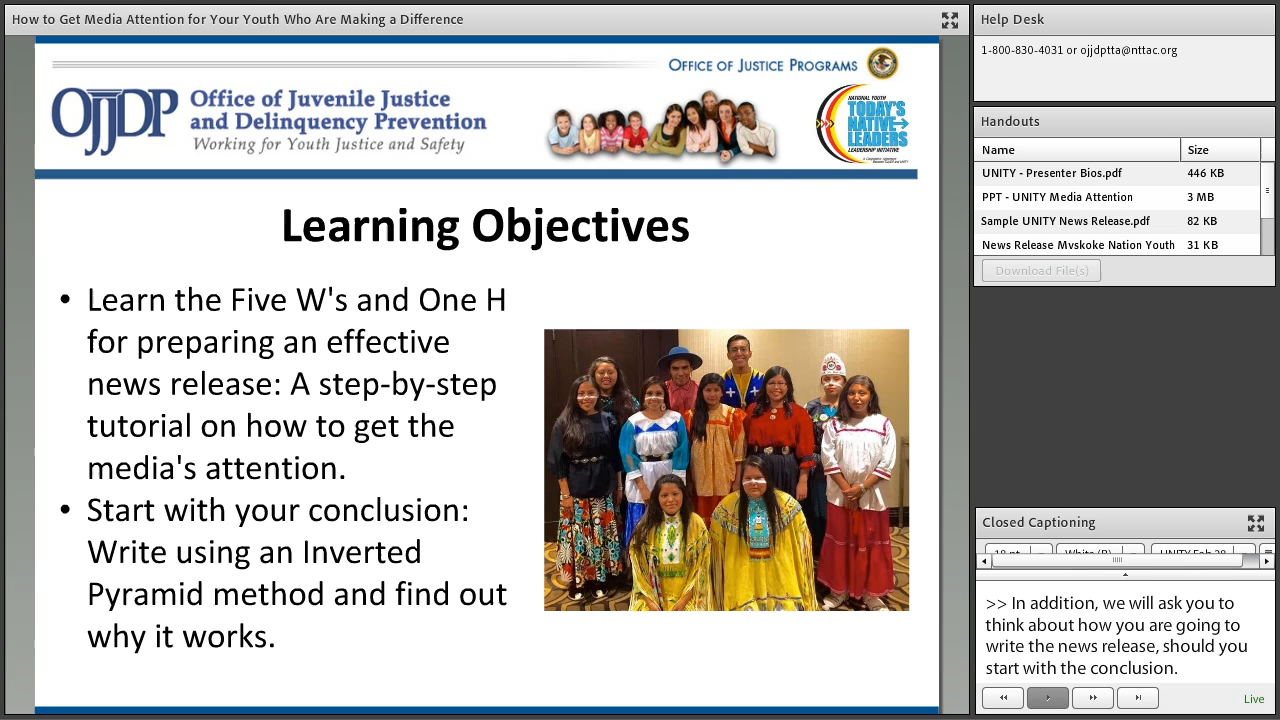 How to Get Media Attention for Your Youth Who Are Making a Difference
OFFICE OF JUSTICE PROGRAMS
OJJDP
Office of Juvenile Justice
and Delinquency Prevention
Working for Youth Justice and Safety
NATIONAL YOUTH
TODAY'S
NATIVE
LEADERS
LEADERSHIP INITIATIVE
Learning Objectives
• Learn the Five W's and One H
for preparing an effective
news release: A step-by-step
tutorial on how to get the
media's attention.
• Start with your conclusion:
Write using an Inverted
Pyramid method and find out
why it works.
Help Desk
1-800-830-4031 or ojjdptta@nttac.org
Handouts
Name Size
UNITY - Presenter Bios.pdf 446 KB
PPT - UNITY Media Attention 3 MB
Sample UNITY News Release.pdf 82 KB
News Release Mvskoke Nation Youth 31 KB
Download File(s)
Closed Captioning
18 pt White (B) UNITY Feb 28
>> In addition, we will ask you to
think about how you are going to
write the news release, should you
start with the conclusion.
Live